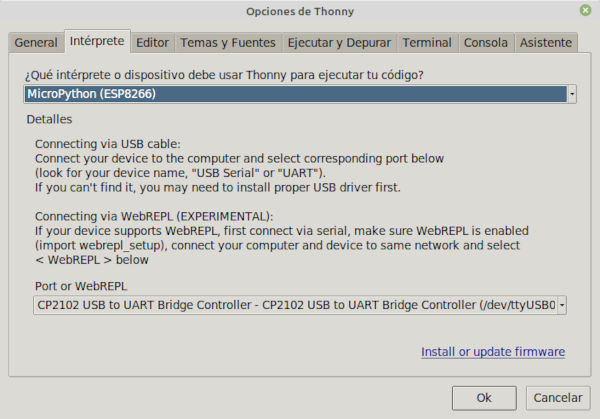 Opciones de Thonny
General Intérprete Editor Temas y Fuentes Ejecutar y Depurar Terminal Consola Asistente
¿Qué intérprete o dispositivo debe usar Thonny para ejecutar tu código?
MicroPython (ESP8266)
Detalles
Connecting via USB cable:
Connect your device to the computer and select corresponding port below
(look for your device name, "USB Serial" or "UART").
If you can't find it, you may need to install proper USB driver first.
Connecting via WebREPL (EXPERIMENTAL):
If your device supports WebREPL, first connect via serial, make sure WebREPL is enabled
(import webrepl_setup), connect your computer and device to same network and select
< WebREPL > below
Port or WebREPL
CP2102 USB to UART Bridge Controller - CP2102 USB to UART Bridge Controller (/dev/ttyUSB0
Install or update firmware
Ok Cancelar